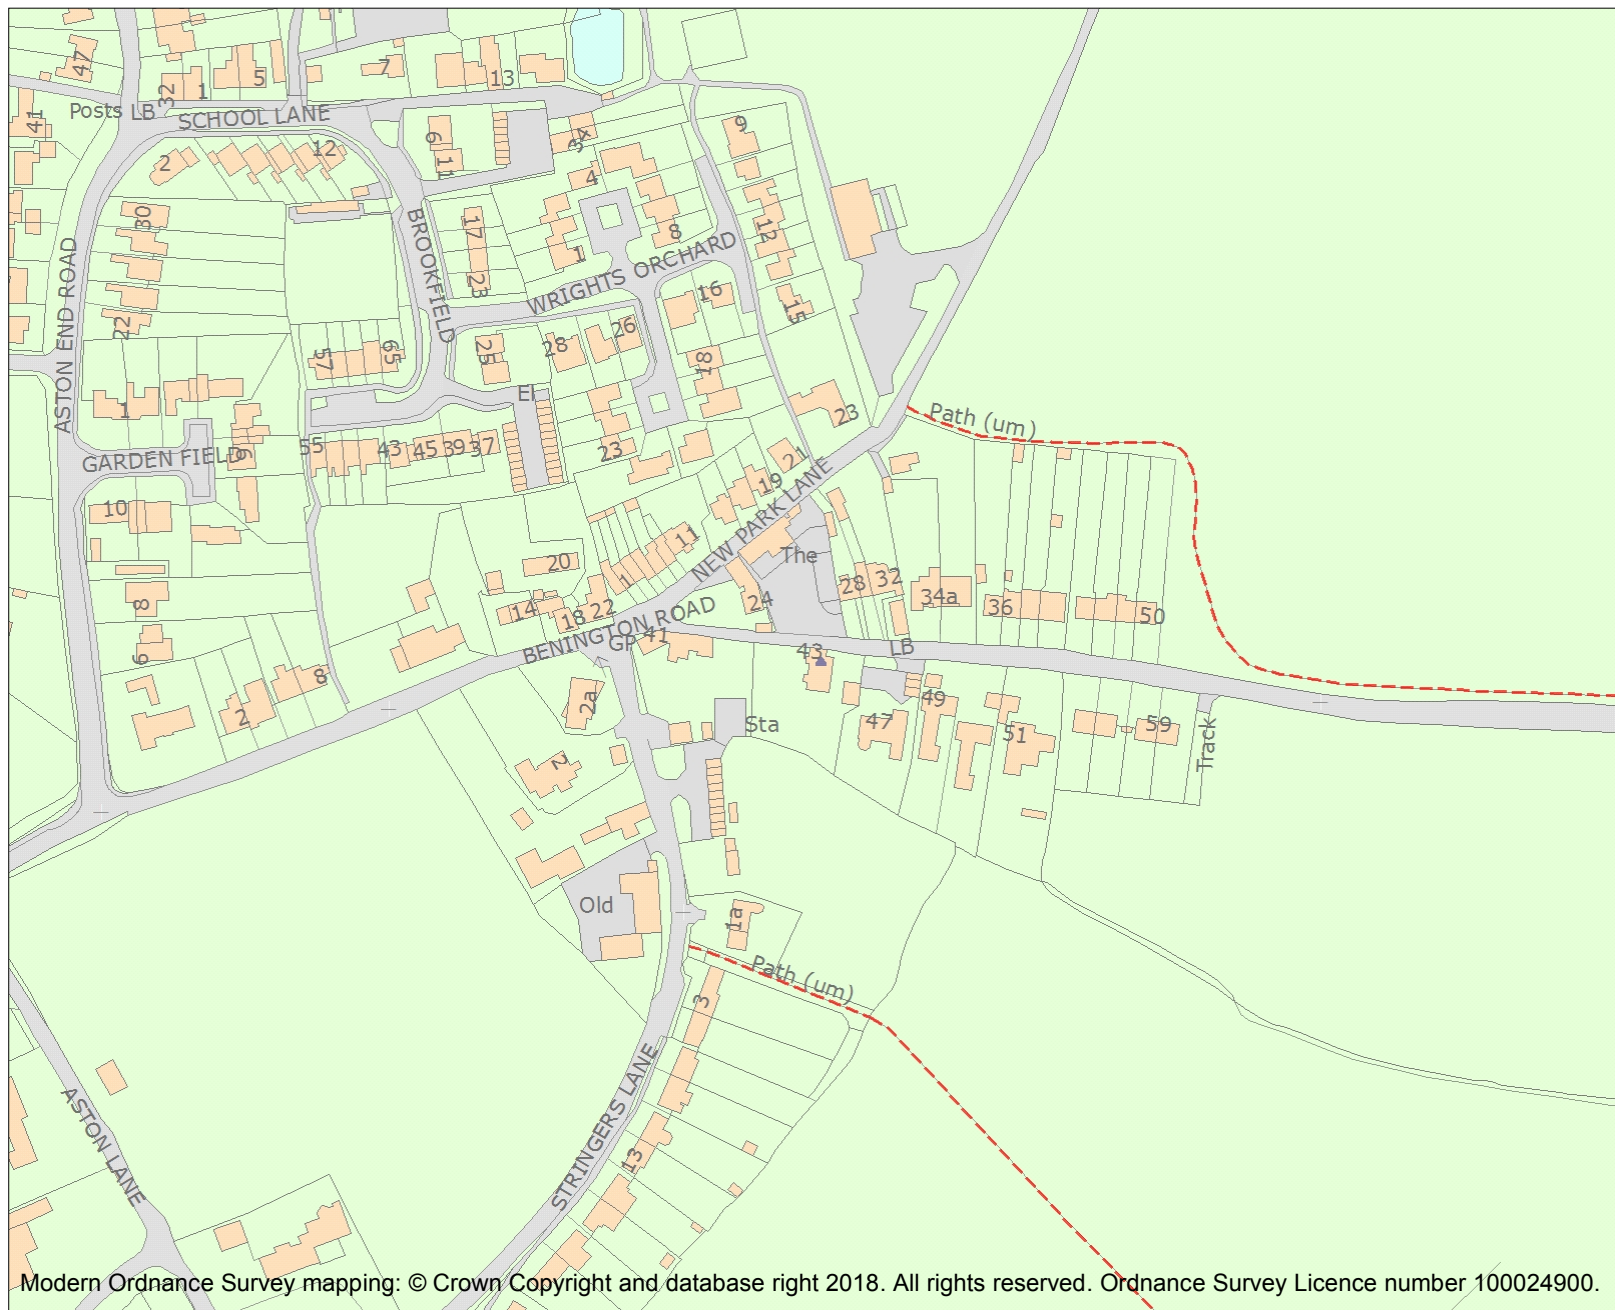 47
32
1
5
7
13
Posts LB
SCHOOL LANE
41
2
12
6
11
34
9
4
30
BROOKFIELD
17
23
8
1
12
WRIGHTS ORCHARD
16
15
ASTON END ROAD
22
57
65
25
28
26
18
El
1
23
Path (um)
GARDEN FIELD
9
55
43
45
39
37
23
21
19
NEW PARK LANE
10
11
The
20
1
8
14
18
22
24
28
32
34a
36
50
BENINGTON ROAD
GP
41
43
LB
6
8
2
2a
Sta
47
49
51
59
Track
2
Old
1a
Path (um)
3
ASTON LANE
STRINGERS LANE
13
Modern Ordnance Survey mapping: © Crown Copyright and database right 2018. All rights reserved. Ordnance Survey Licence number 100024900.